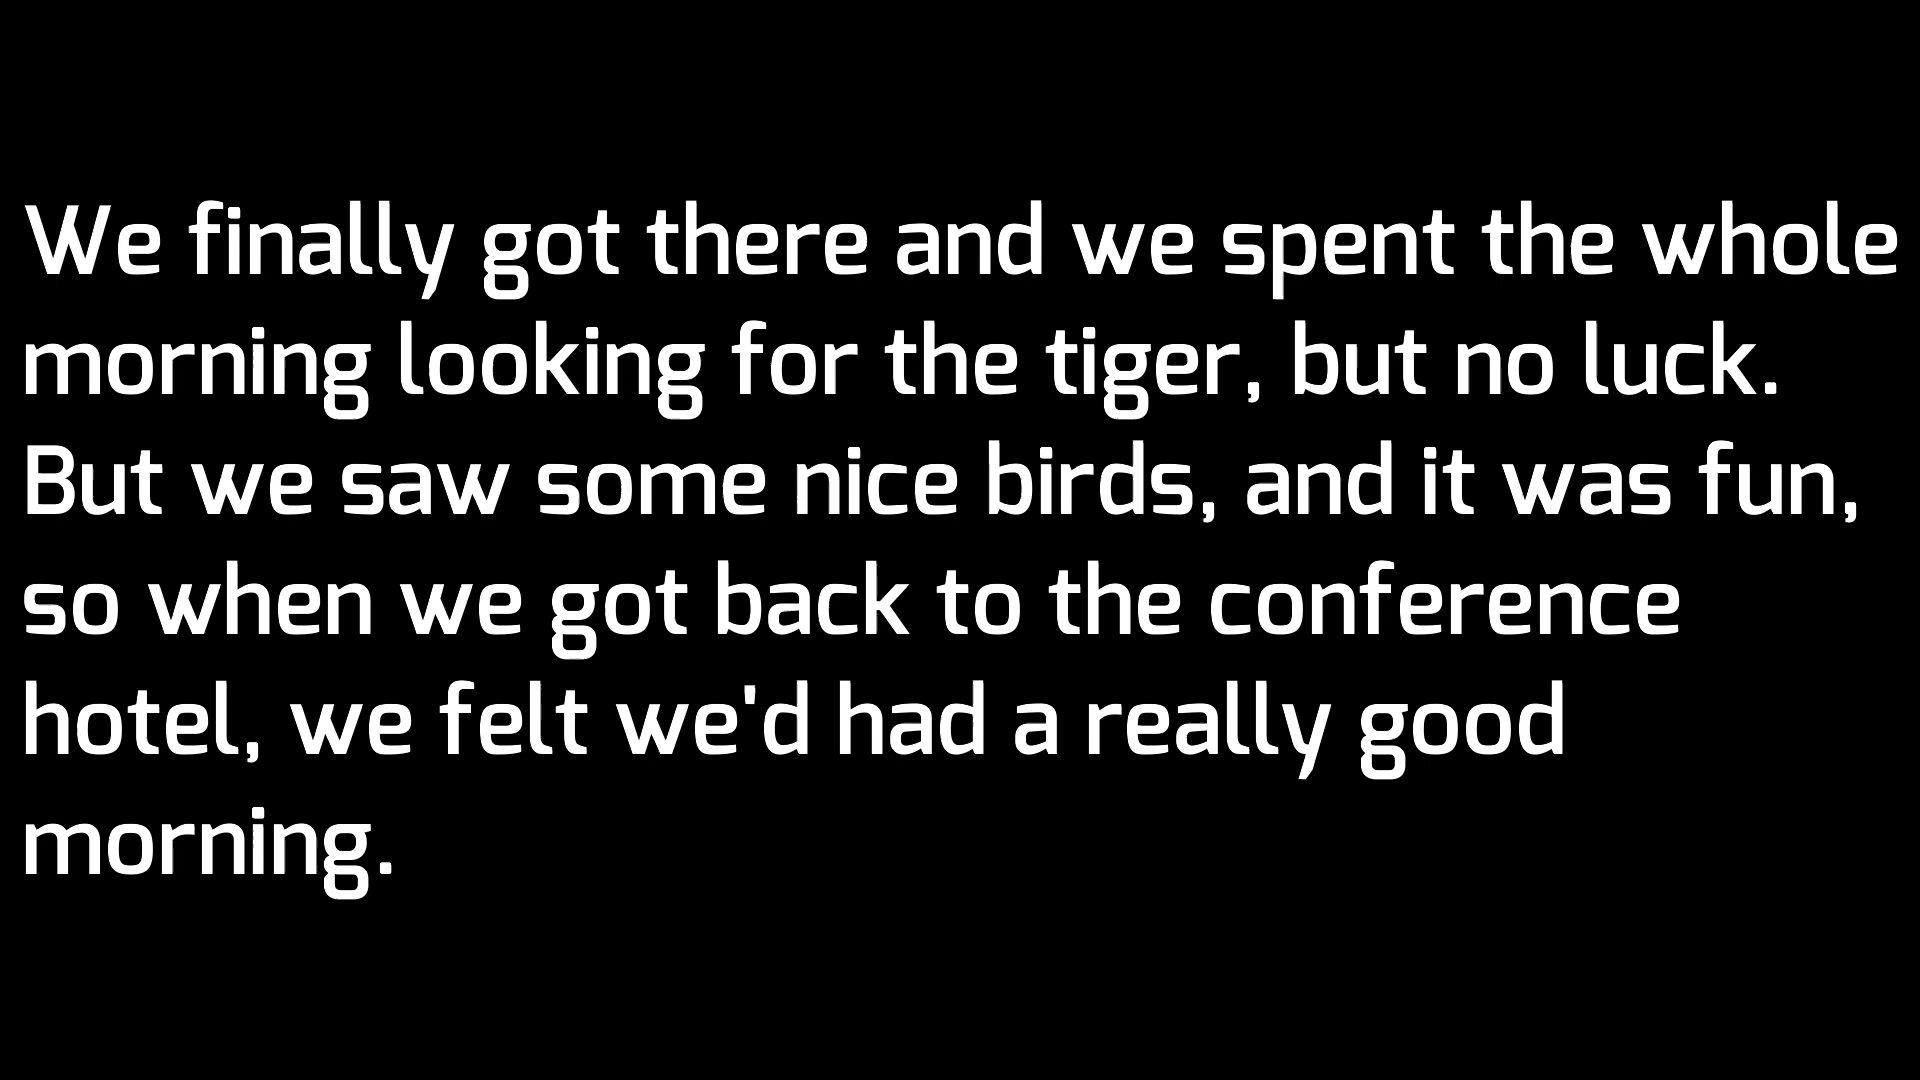 We finally got there and we spent the whole
morning looking for the tiger, but no luck.
But we saw some nice birds, and it was fun,
so when we got back to the conference
hotel, we felt we'd had a really good
morning.